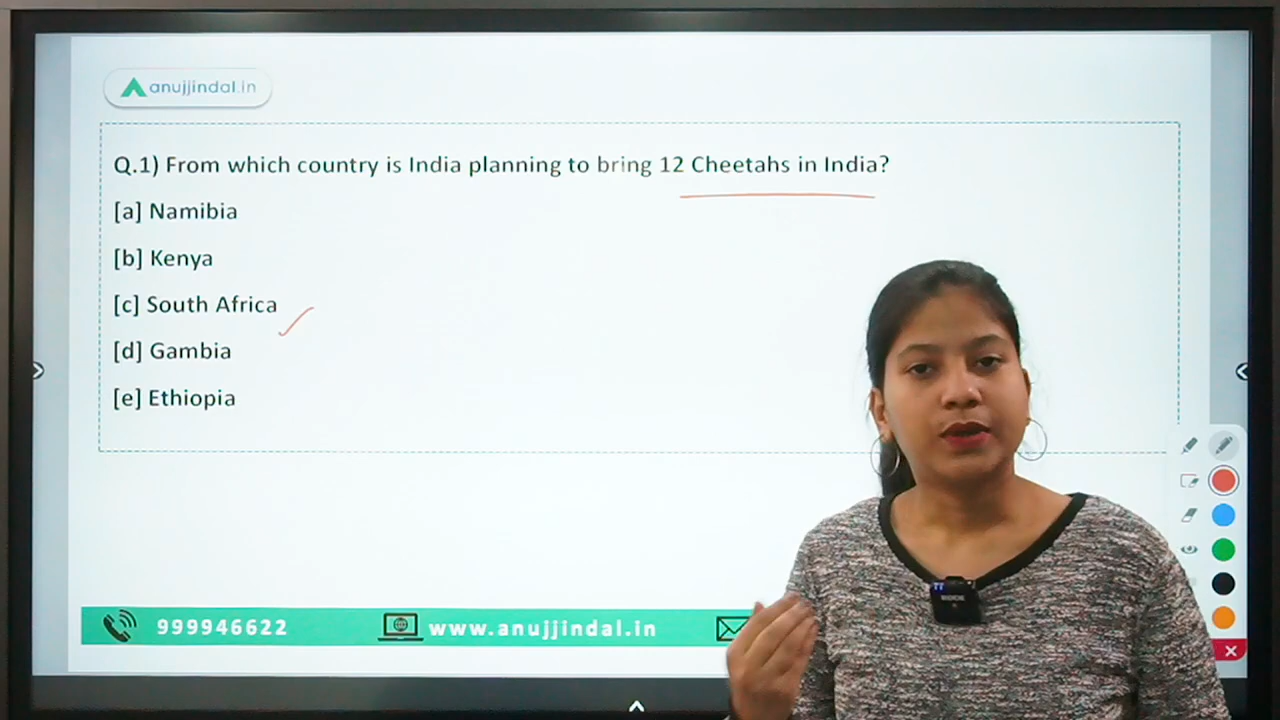 anujjindal.in
Q.1) From which country is India planning to bring 12 Cheetahs in India?
[a] Namibia
[b] Kenya
[c] South Africa
[d] Gambia
[e] Ethiopia
999946622 www.anujjindal.in